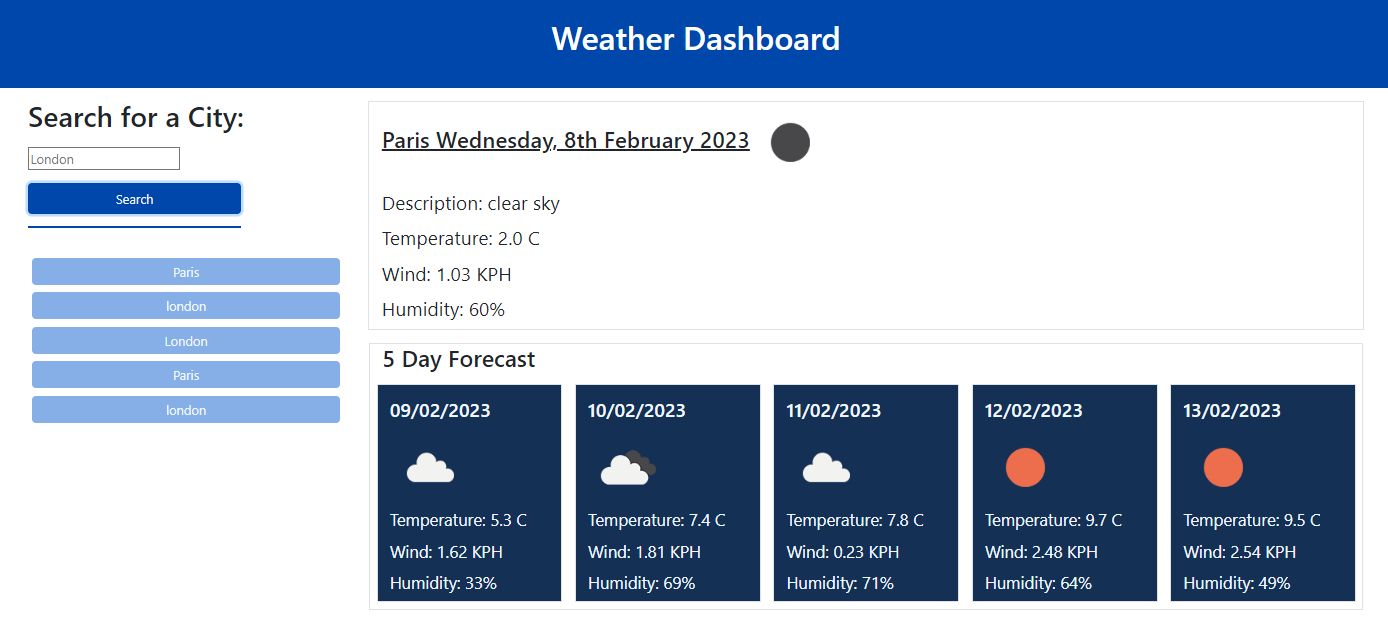 Weather Dashboard
Search for a City:
London
Search
Paris
london
London
Paris
london
Paris Wednesday, 8th February 2023
Description: clear sky
Temperature: 2.0 C
Wind: 1.03 KPH
Humidity: 60%
5 Day Forecast
09/02/2023
Temperature: 5.3 C
Wind: 1.62 KPH
Humidity: 33%
10/02/2023
Temperature: 7.4 C
Wind: 1.81 KPH
Humidity: 69%
11/02/2023
Temperature: 7.8 C
Wind: 0.23 KPH
Humidity: 71%
12/02/2023
Temperature: 9.7 C
Wind: 2.48 KPH
Humidity: 64%
13/02/2023
Temperature: 9.5 C
Wind: 2.54 KPH
Humidity: 49%